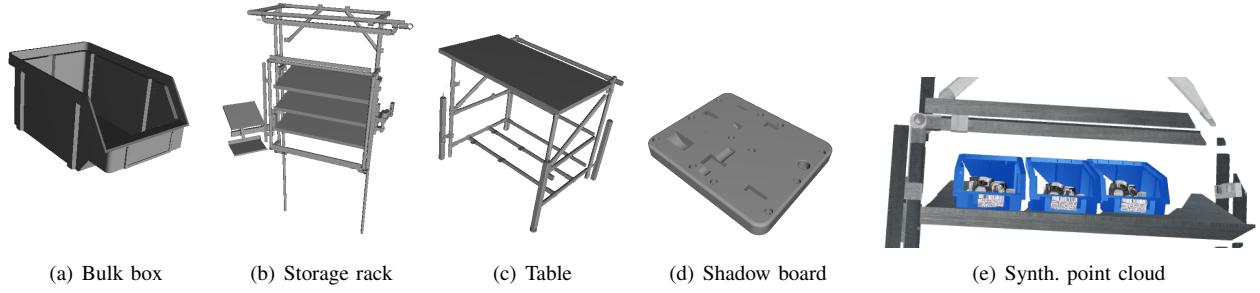 (a) Bulk box
(b) Storage rack
(c) Table
(d) Shadow board
(e) Synth. point cloud